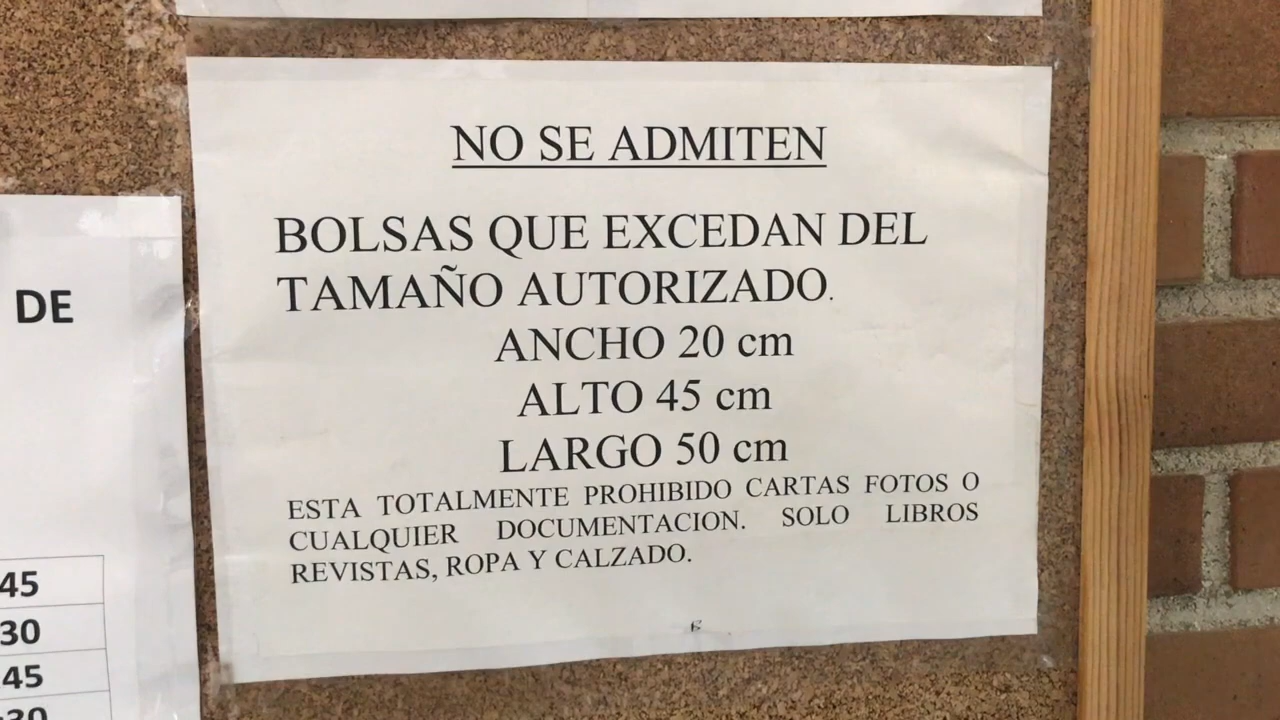 NO SE ADMITEN
BOLSAS QUE EXCEDAN DEL
TAMAÑO AUTORIZADO.
ANCHO 20 cm
ALTO 45 cm
LARGO 50 cm
ESTA TOTALMENTE PROHIBIDO CARTAS FOTOS O
CUALQUIER DOCUMENTACION. SOLO LIBROS
REVISTAS, ROPA Y CALZADO.
DE
45
30
45